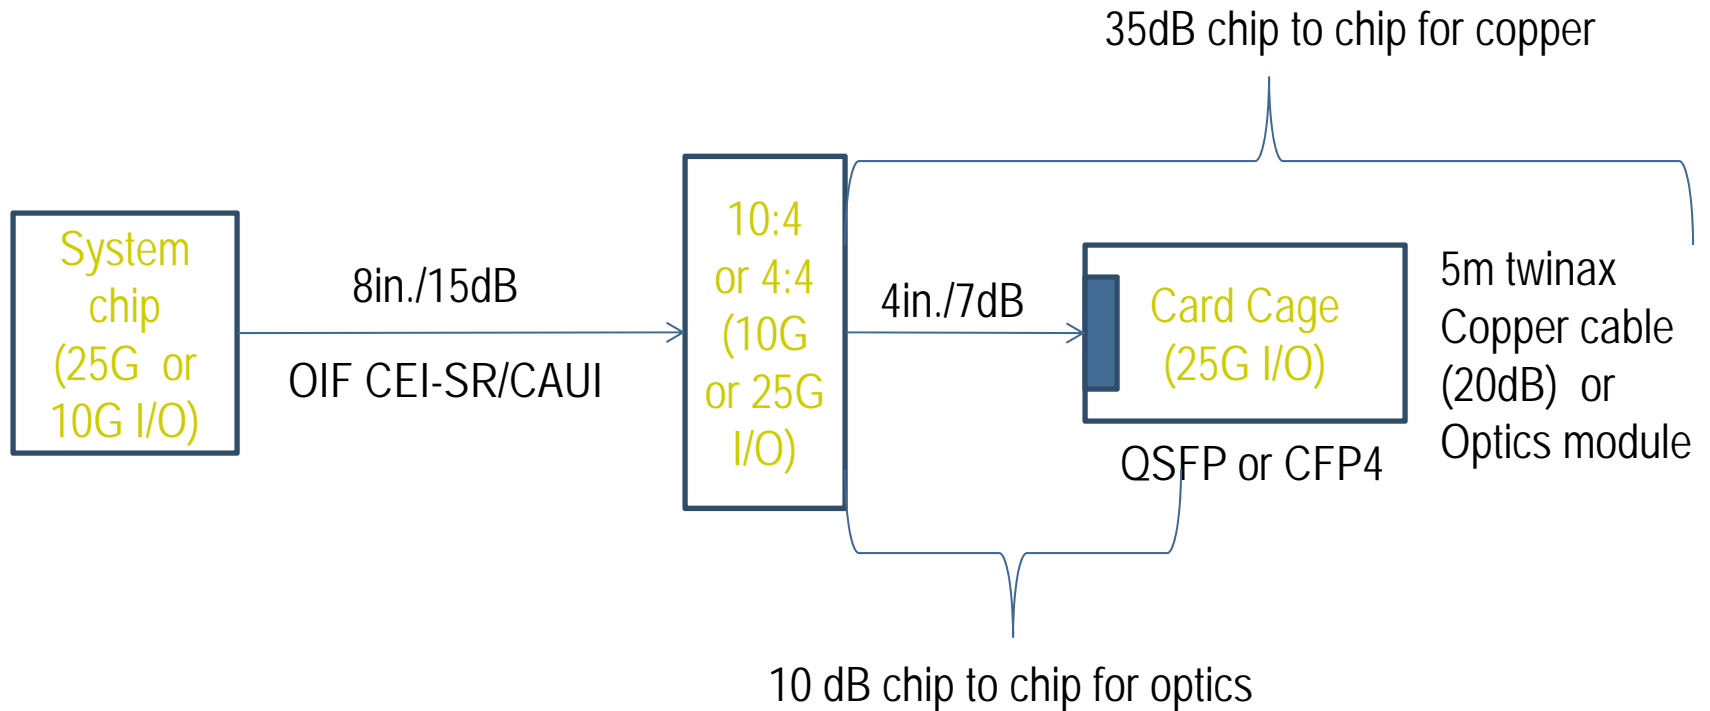 35dB chip to chip for copper
System
chip
(25G or
10G I/O)
8in./15dB
OIF CEI-SR/CAUI
10:4
or 4:4
(10G
or 25G
I/O)
4in./7dB
Card Cage
(25G I/O)
QSFP or CFP4
5m twinax
Copper cable
(20dB) or
Optics module
10 dB chip to chip for optics